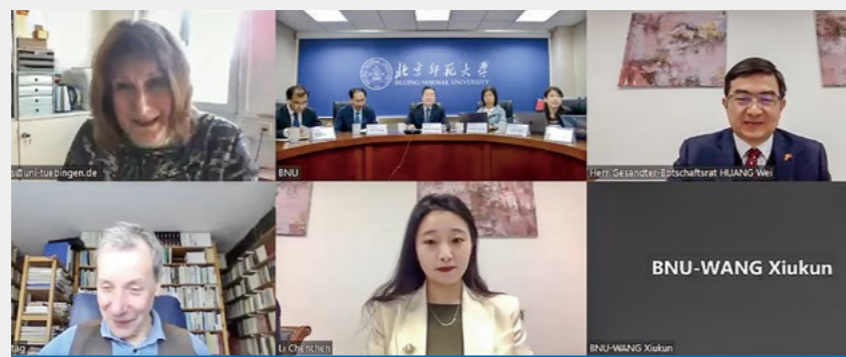 s@uni-tuebingen.de
北京师范大学
BEIJING NORMAL UNIVERSITY
BNU
Herr Gesandter-Botschaftsrat HUANG Wei
tag
Li Chenchen
BNU-WANG Xiukun
BNU-WANG Xiukun